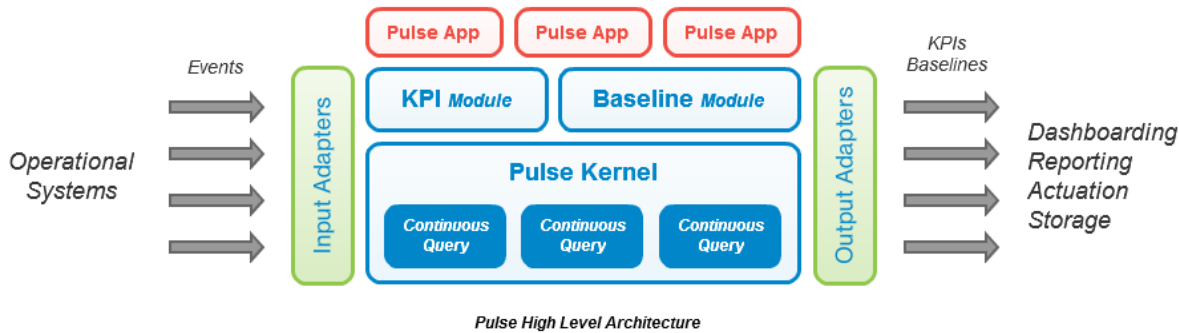 Pulse App
Pulse App
Pulse App
Events
KPIs
Baselines
KPI Module
Baseline Module
Input Adapters
Output Adapters
Operational
Systems
Pulse Kernel
Dashboarding
Reporting
Actuation
Storage
Continuous
Query
Continuous
Query
Continuous
Query
Pulse High Level Architecture